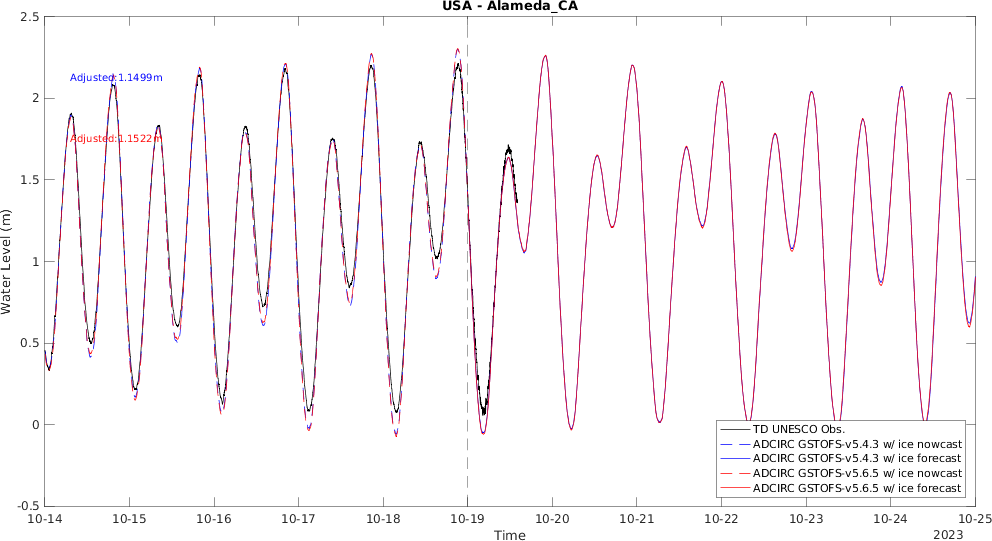 USA - Alameda_CA
2.5
2
1.5
1
0.5
0
-0.5
Water Level (m)
Adjusted:1.1499m
Adjusted:1.1522m
TD UNESCO Obs.
ADCIRC GSTOFS-v5.4.3 w/ ice nowcast
ADCIRC GSTOFS-v5.4.3 w/ ice forecast
ADCIRC GSTOFS-v5.6.5 w/ ice nowcast
ADCIRC GSTOFS-v5.6.5 w/ ice forecast
10-14 10-15 10-16 10-17 10-18 10-19 10-20 10-21 10-22 10-23 10-24 10-25
Time
2023